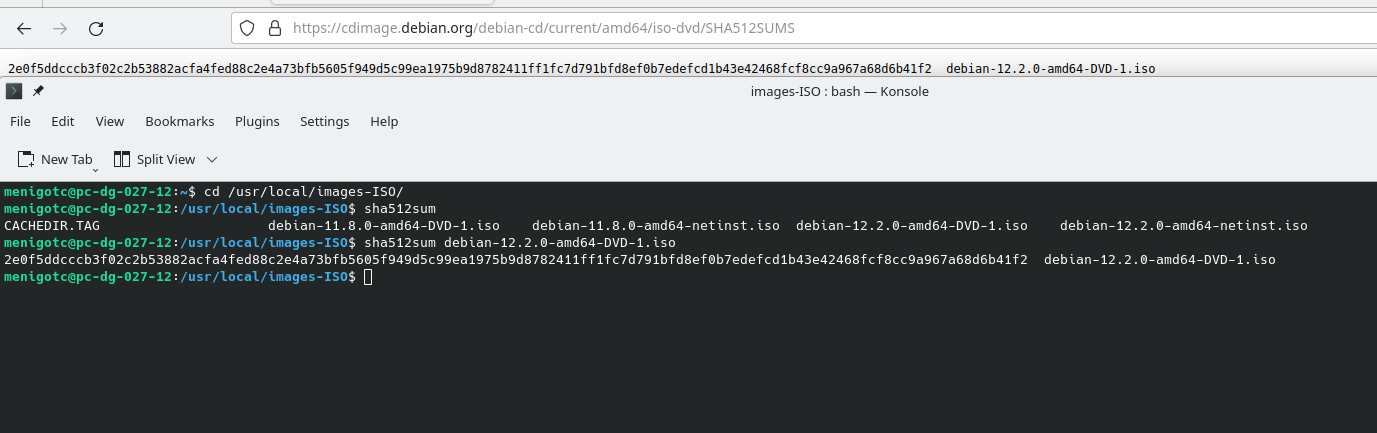 https://cdimage.debian.org/debian-cd/current/amd64/iso-dvd/SHA512SUMS
2e0f5ddcccb3f02c2b53882acfa4fed88c2e4a73bfb5605f949d5c99ea1975b9d8782411ff1fc7d791bfd8ef0b7edefcd1b43e42468fcf8cc9a967a68d6b41f2  debian-12.2.0-amd64-DVD-1.iso
images-ISO : bash — Konsole
File Edit View Bookmarks Plugins Settings Help
New Tab Split View
menigotc@pc-dg-027-12:~$ cd /usr/local/images-ISO/
menigotc@pc-dg-027-12:/usr/local/images-ISO$ sha512sum
CACHEDIR.TAG debian-11.8.0-amd64-DVD-1.iso debian-11.8.0-amd64-netinst.iso debian-12.2.0-amd64-DVD-1.iso debian-12.2.0-amd64-netinst.iso
menigotc@pc-dg-027-12:/usr/local/images-ISO$ sha512sum debian-12.2.0-amd64-DVD-1.iso
2e0f5ddcccb3f02c2b53882acfa4fed88c2e4a73bfb5605f949d5c99ea1975b9d8782411ff1fc7d791bfd8ef0b7edefcd1b43e42468fcf8cc9a967a68d6b41f2  debian-12.2.0-amd64-DVD-1.iso
menigotc@pc-dg-027-12:/usr/local/images-ISO$